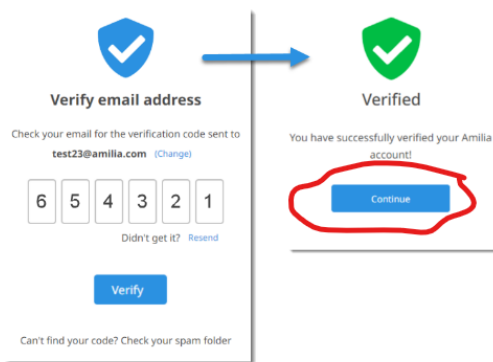 Verify email address
Check your email for the verification code sent to
test23@amilia.com (Change)
6 5 4 3 2 1
Didn't get it? Resend
Verify
Can't find your code? Check your spam folder
Verified
You have successfully verified your Amilia
account!
Continue